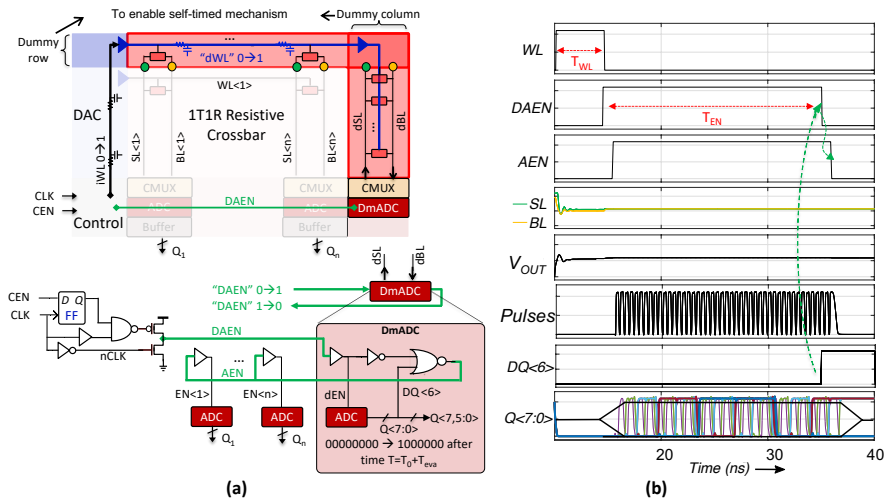 To enable self-timed mechanism
Dummy column
Dummy
row
"dWL" 0→1
...
WL<1>
DAC
1T1R Resistive
Crossbar
iWL 0→1
SL<1>
BL<1>
SL<n>
BL<n>
dSL
...
dBL
CLK
CEN
Control
CMUX
CMUX
CMUX
DAEN
ADC
ADC
DmADC
Buffer
Buffer
Q1
Qn
dSL
dBL
"DAEN" 0→1
"DAEN" 1→0
DmADC
CEN
CLK
D Q
FF
nCLK
DAEN
...
AEN
EN<1>
EN<n>
ADC
ADC
Q1
Qn
DmADC
dEN
DQ<6>
ADC
Q<7:0>
Q<7,5:0>
00000000 → 1000000 after
time T=T0+Teva
(a)
WL
TWL
DAEN
TEN
AEN
SL
BL
VOUT
Pulses
DQ<6>
Q<7:0>
20
30
40
Time (ns)
(b)